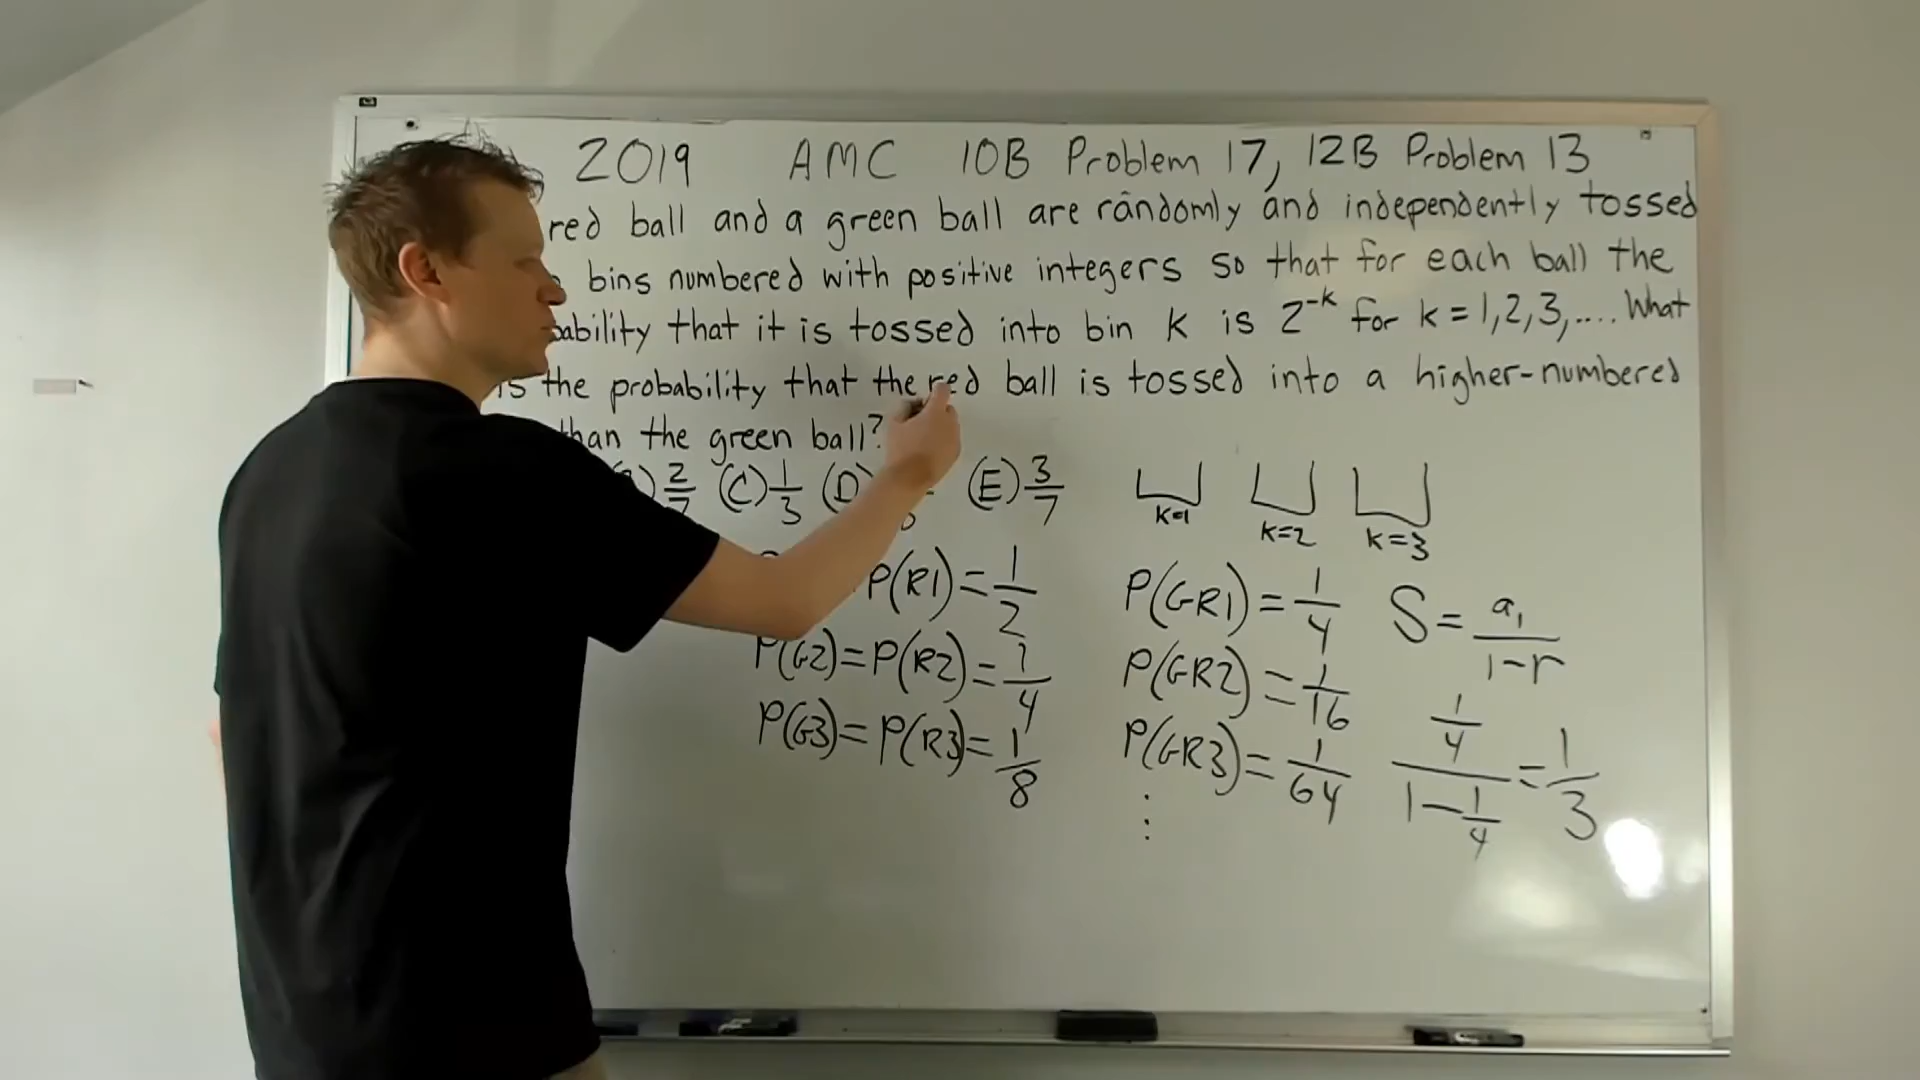 2019 AMC 10B Problem 17, 12B Problem 13
red ball and a green ball are randomly and independently tossed
bins numbered with positive integers so that for each ball the
that it is tossed into bin k is 2^-k for k = 1,2,3,.... What
is the probability that the red ball is tossed into a higher-numbered
than the green ball?
2/7 (C) 1/3 (D) (E) 3/7
k=1 k=2 k=3
P(R1) = 1/2
P(G2) = P(R2) = 1/4
P(G3) = P(R3) = 1/8
P(GR1) = 1/4
P(GR2) = 1/16
P(GR3) = 1/64
⋮
S = a₁/(1-r)
(1/4)/(1-1/4) = 1/3